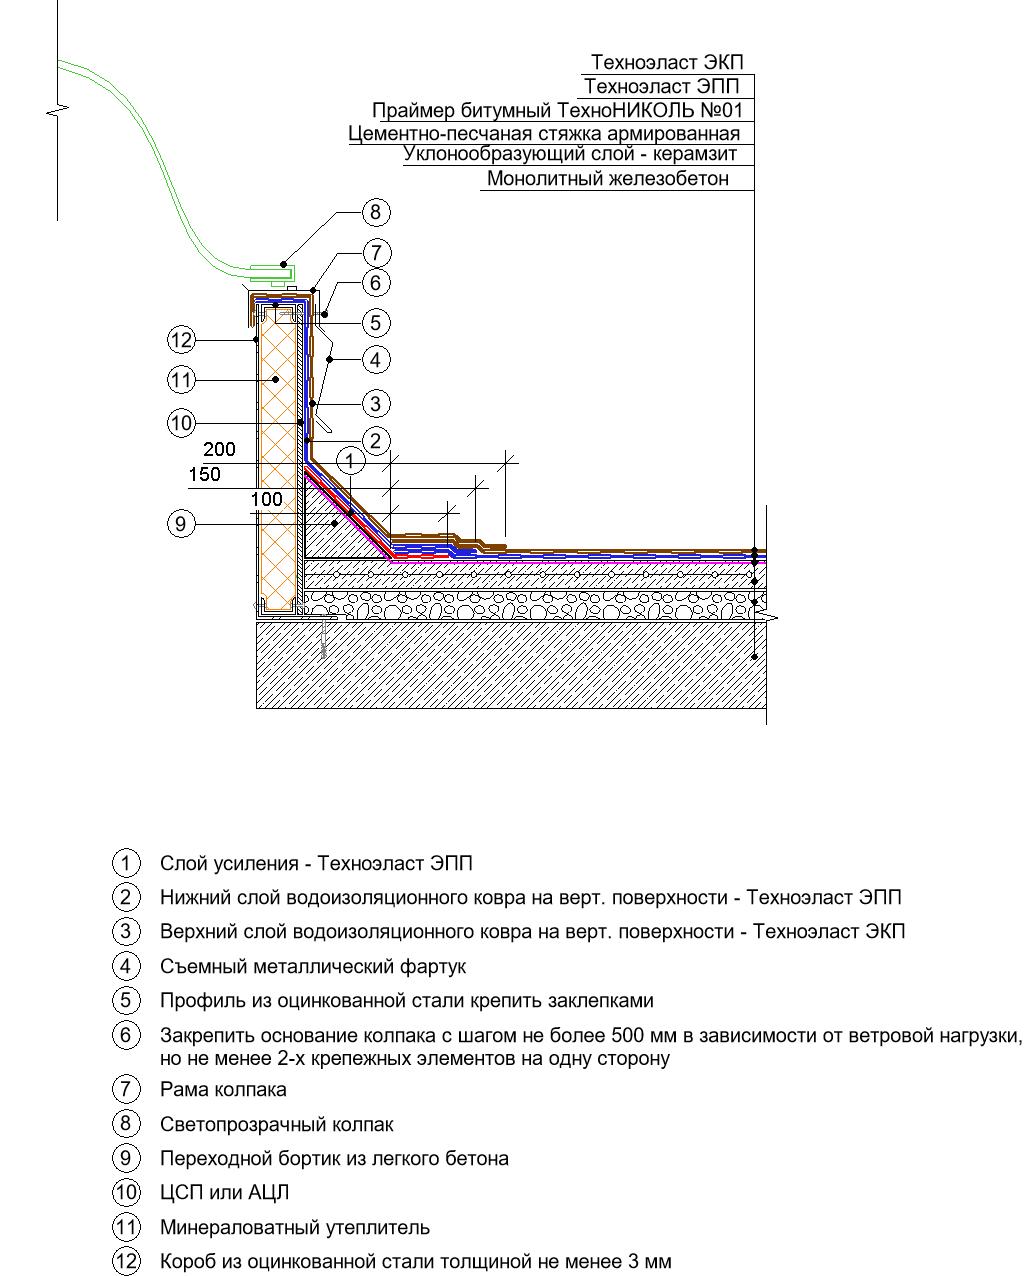 Техноэласт ЭКП
Техноэласт ЭПП
Праймер битумный ТехноНИКОЛЬ №01
Цементно-песчаная стяжка армированная
Уклонообразующий слой - керамзит
Монолитный железобетон
8
7
6
5
12
4
11
3
10
2
200
1
150
100
9
1 Слой усиления - Техноэласт ЭПП
2 Нижний слой водоизоляционного ковра на верт. поверхности - Техноэласт ЭПП
3 Верхний слой водоизоляционного ковра на верт. поверхности - Техноэласт ЭКП
4 Съемный металлический фартук
5 Профиль из оцинкованной стали крепить заклепками
6 Закрепить основание колпака с шагом не более 500 мм в зависимости от ветровой нагрузки,
но не менее 2-х крепежных элементов на одну сторону
7 Рама колпака
8 Светопрозрачный колпак
9 Переходной бортик из легкого бетона
10 ЦСП или АЦЛ
11 Минераловатный утеплитель
12 Короб из оцинкованной стали толщиной не менее 3 мм